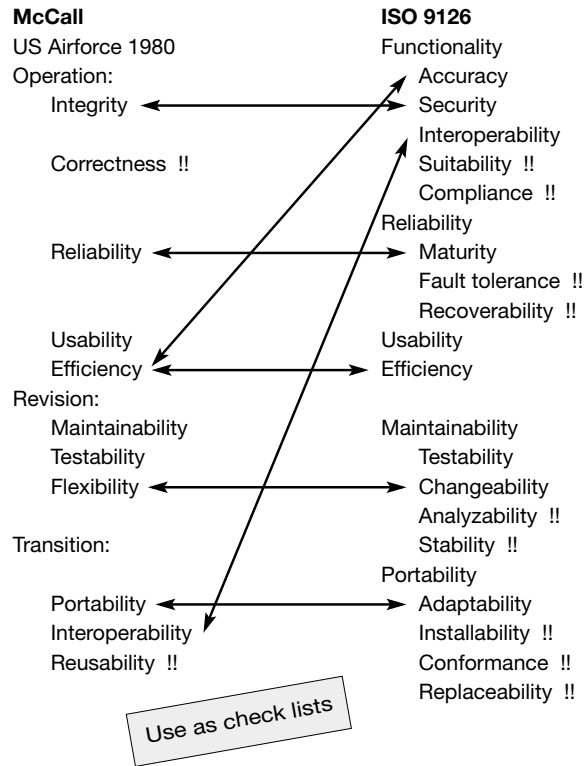 McCall
US Airforce 1980
Operation:
Integrity
Correctness !!
Reliability
Usability
Efficiency
Revision:
Maintainability
Testability
Flexibility
Transition:
Portability
Interoperability
Reusability !!
ISO 9126
Functionality
Accuracy
Security
Interoperability
Suitability !!
Compliance !!
Reliability
Maturity
Fault tolerance !!
Recoverability !!
Usability
Efficiency
Maintainability
Testability
Changeability
Analyzability !!
Stability !!
Portability
Adaptability
Installability !!
Conformance !!
Replaceability !!
Use as check lists